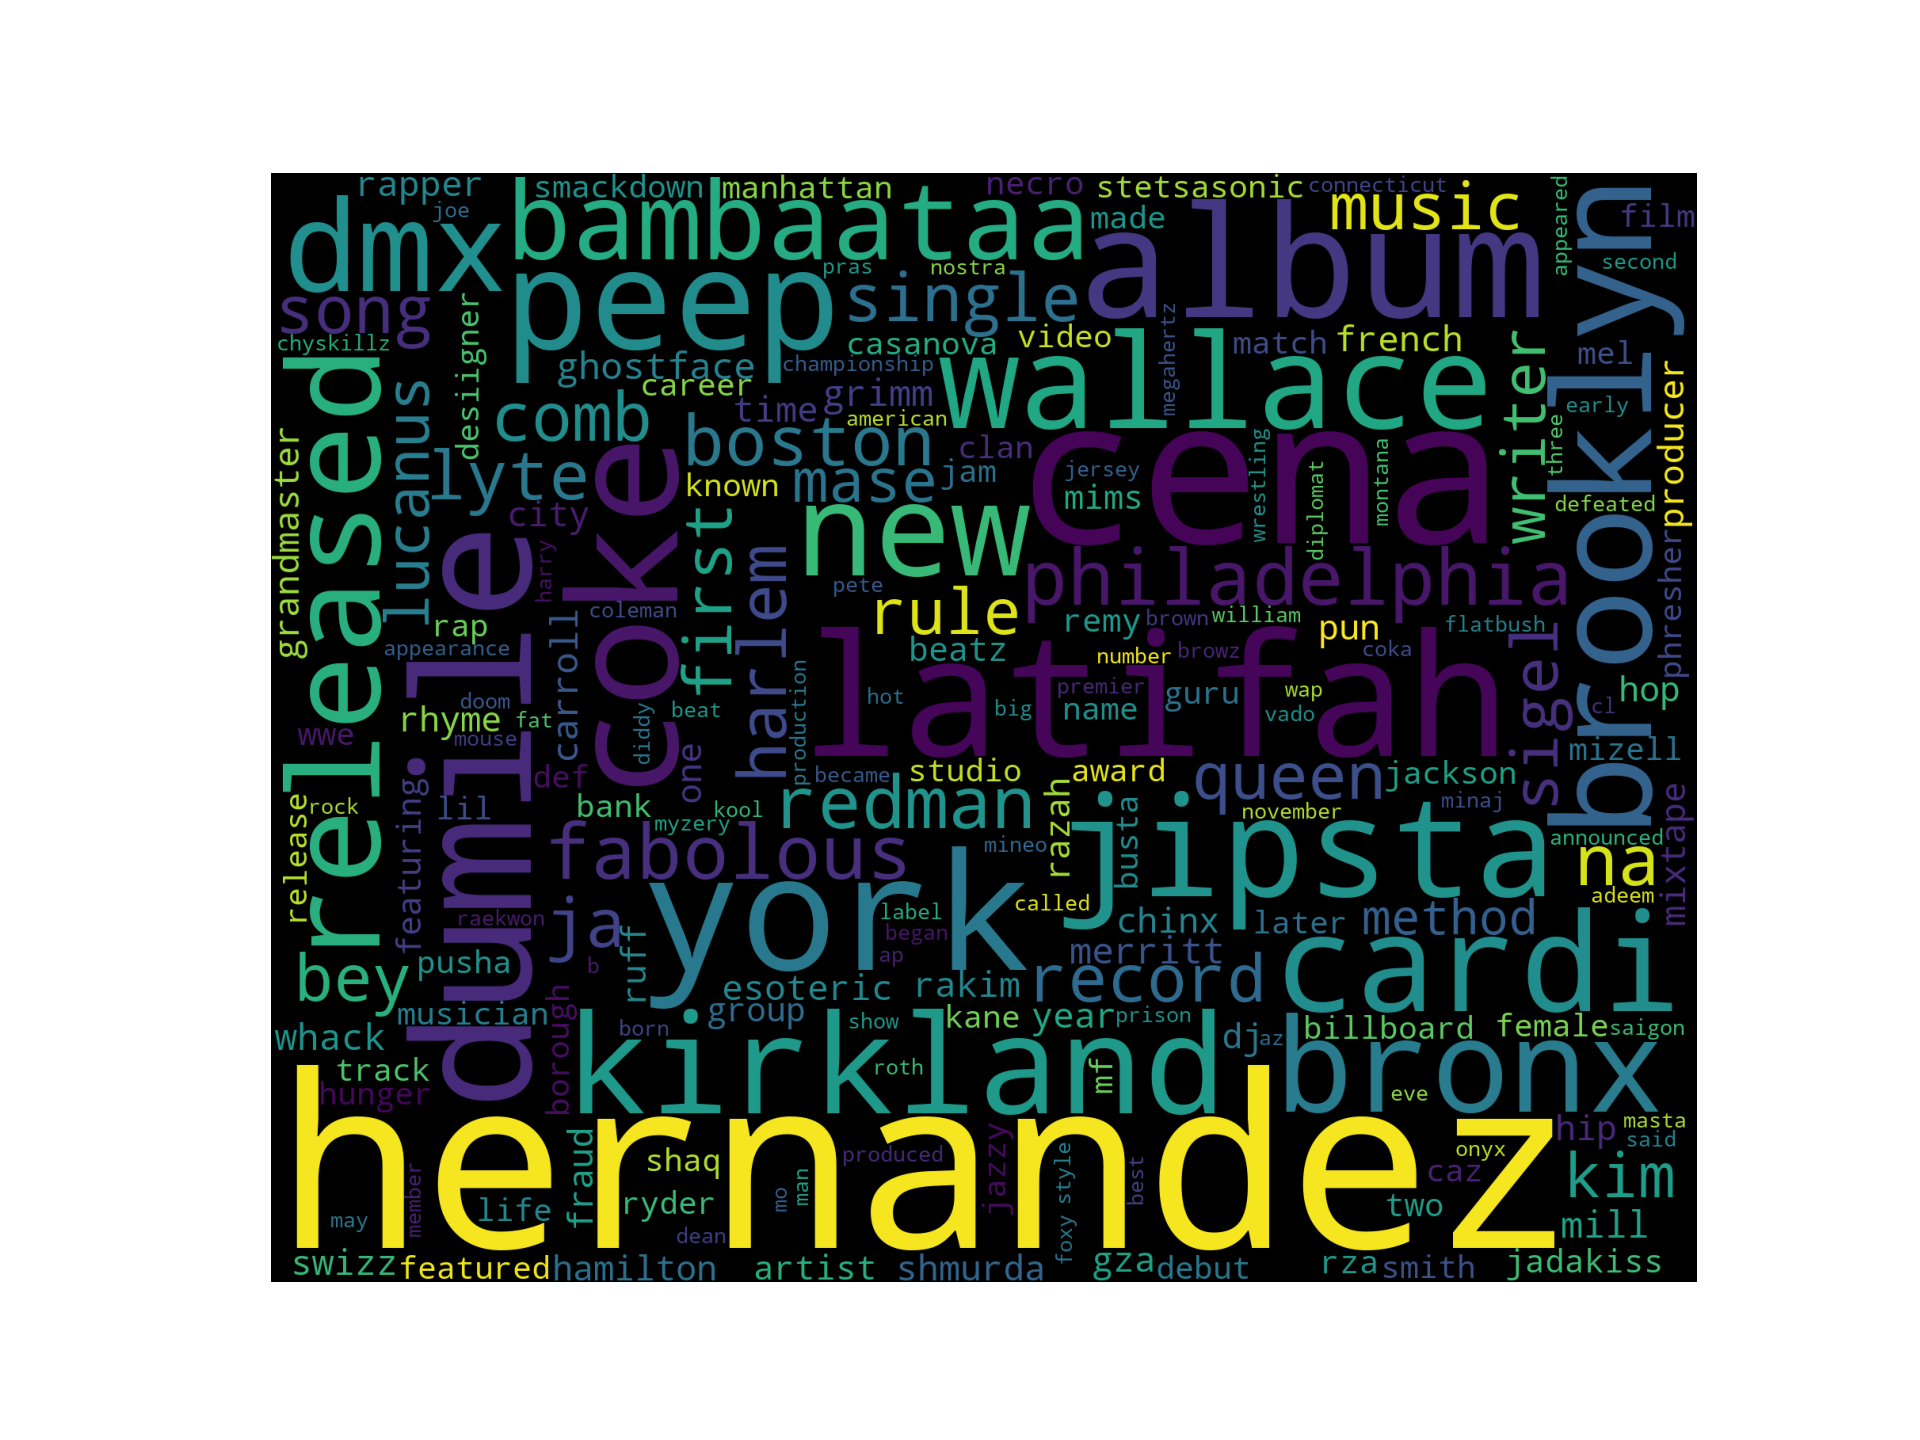 rapper
smackdown
manhattan
necro
stetsasonic
connecticut
appeared
film
joe
dmx
bambaataa
made
album
music
brooklyn
second
song
peep
pras
nostra
single
chyskillz
desiigner
ghostface
casanova
video
megahertz
match
french
writer
mel
championship
career
wallace
released
lucanus
comb
time
grimm
american
early
producer
grandmaster
lyte
coke
boston
clan
cena
three
known
mase
jam
jersey
wrestling
montana
mims
diplomat
defeated
city
first
new
harry
harlem
philadelphia
phresher
pete
dumile
coleman
rule
remy
brown
william
pun
flatbush
rap
appearance
carroll
beatz
number
browz
coka
sigel
production
latifah
hot
premier
guru
wap
hop
doom
big
name
vado
cl
rhyme
fat
diddy
beat
wwe
mouse
one
mizell
def
became
studio
award
queen
jackson
featuring
release
rock
lil
bank
kool
redman
razah
november
minaj
mixtape
myzery
busta
jipsta
announced
fabolous
mineo
na
adeem
raekwon
ja
york
label
called
chinx
later
method
began
bey
pusha
b
ruff
ap
merritt
cardi
musician
borough
esoteric
rakim
record
whack
born
group
show
kane
year
prison
dj
az
billboard
female
saigon
track
kirkland
roth
mf
bronx
hunger
eve
hernandez
fraud
shaq
produced
jazzy
foxy style
best
onyx
hip
masta
said
caz
member
ryder
mo
man
kim
may
life
dean
two
mill
swizz
featured
hamilton
artist
shmurda
gza
debut
rza
smith
jadakiss